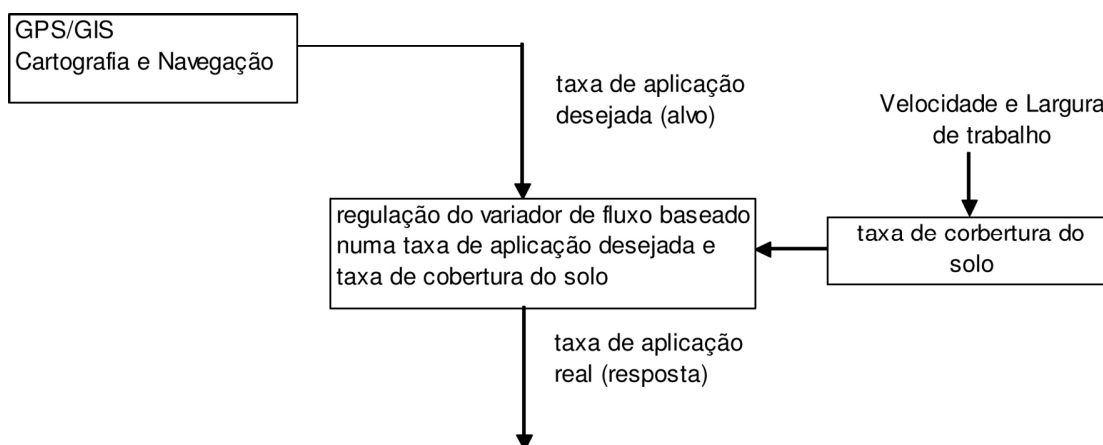 GPS/GIS
Cartografia e Navegação
taxa de aplicação
desejada (alvo)
Velocidade e Largura
de trabalho
regulação do variador de fluxo baseado
numa taxa de aplicação desejada e
taxa de cobertura do solo
taxa de corbertura do
solo
taxa de aplicação
real (resposta)